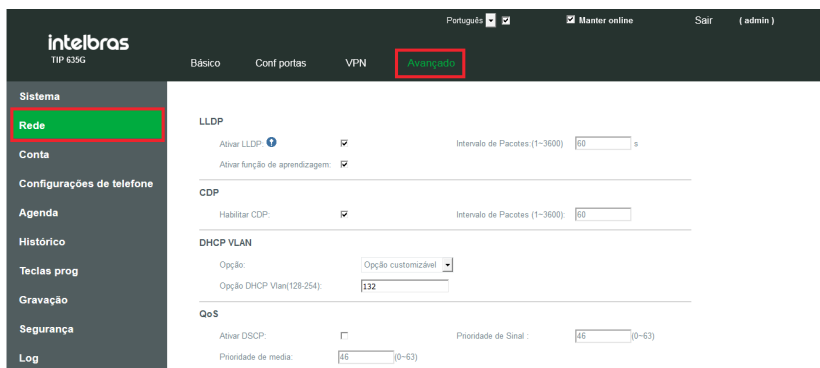 Português
Manter online
Sair
( admin )
intelbras
TIP 635G
Básico
Conf portas
VPN
Avançado
Sistema
Rede
Conta
Configurações de telefone
Agenda
Histórico
Teclas prog
Gravação
Segurança
Log
LLDP
Ativar LLDP:
Intervalo de Pacotes:(1~3600) 60 s
Ativar função de aprendizagem:
CDP
Habilitar CDP:
Intervalo de Pacotes (1~3600): 60
DHCP VLAN
Opção: Opção customizável
Opção DHCP Vlan(128-254): 132
QoS
Ativar DSCP:
Prioridade de Sinal : 46 (0~63)
Prioridade de media: 46 (0~63)